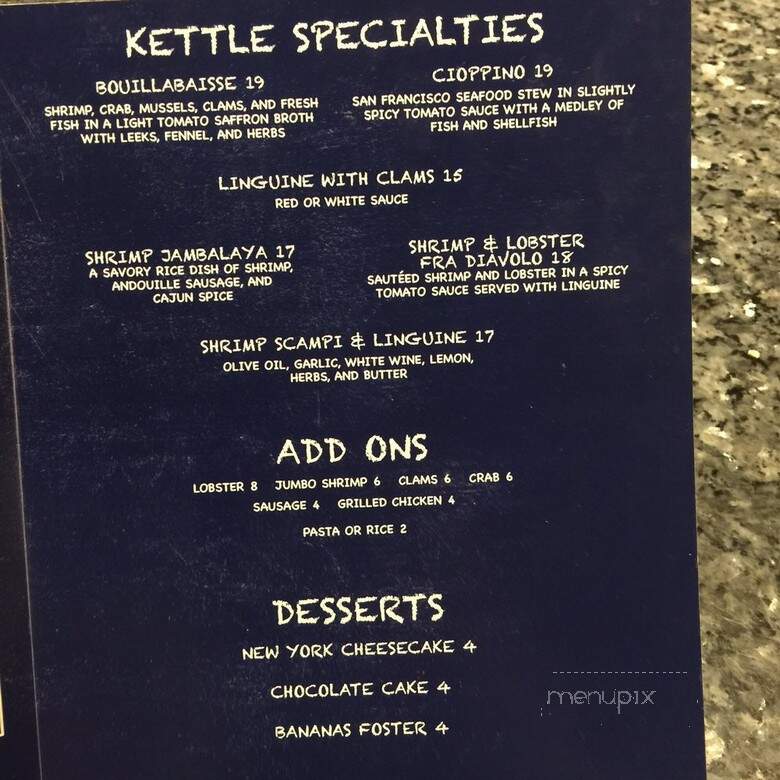 KETTLE SPECIALTIES
BOUILLABAISSE 19
SHRIMP, CRAB, MUSSELS, CLAMS, AND FRESH
FISH IN A LIGHT TOMATO SAFFRON BROTH
WITH LEEKS, FENNEL, AND HERBS
CIOPPINO 19
SAN FRANCISCO SEAFOOD STEW IN SLIGHTLY
SPICY TOMATO SAUCE WITH A MEDLEY OF
FISH AND SHELLFISH
LINGUINE WITH CLAMS 15
RED OR WHITE SAUCE
SHRIMP JAMBALAYA 17
A SAVORY RICE DISH OF SHRIMP,
ANDOUILLE SAUSAGE, AND
CAJUN SPICE
SHRIMP & LOBSTER
FRA DIAVOLO 18
SAUTÉED SHRIMP AND LOBSTER IN A SPICY
TOMATO SAUCE SERVED WITH LINGUINE
SHRIMP SCAMPI & LINGUINE 17
OLIVE OIL, GARLIC, WHITE WINE, LEMON,
HERBS, AND BUTTER
ADD ONS
LOBSTER 8 JUMBO SHRIMP 6 CLAMS 6 CRAB 6
SAUSAGE 4 GRILLED CHICKEN 4
PASTA OR RICE 2
DESSERTS
NEW YORK CHEESECAKE 4
CHOCOLATE CAKE 4
BANANAS FOSTER 4
menupix